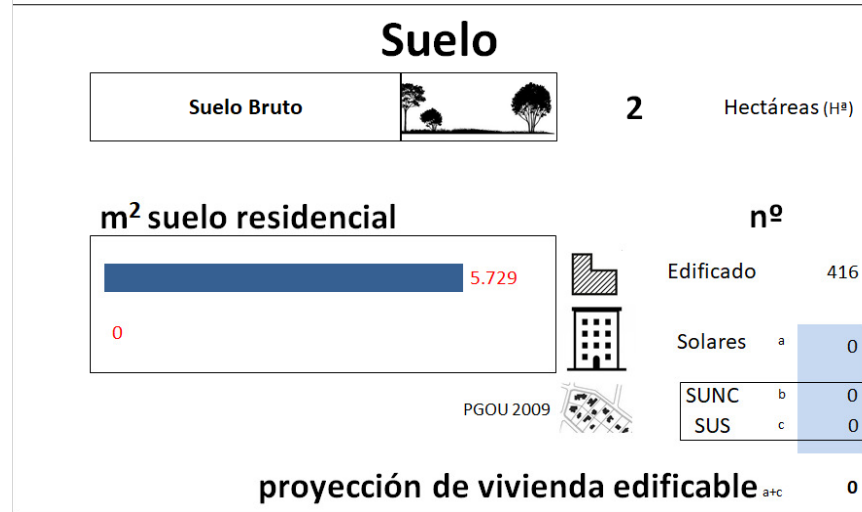 Suelo
Suelo Bruto 2 Hectáreas (Hª)
m² suelo residencial nº
5.729 Edificado 416
0 Solares a 0
SUNC b 0
PGOU 2009
SUS c 0
proyección de vivienda edificable a+c 0